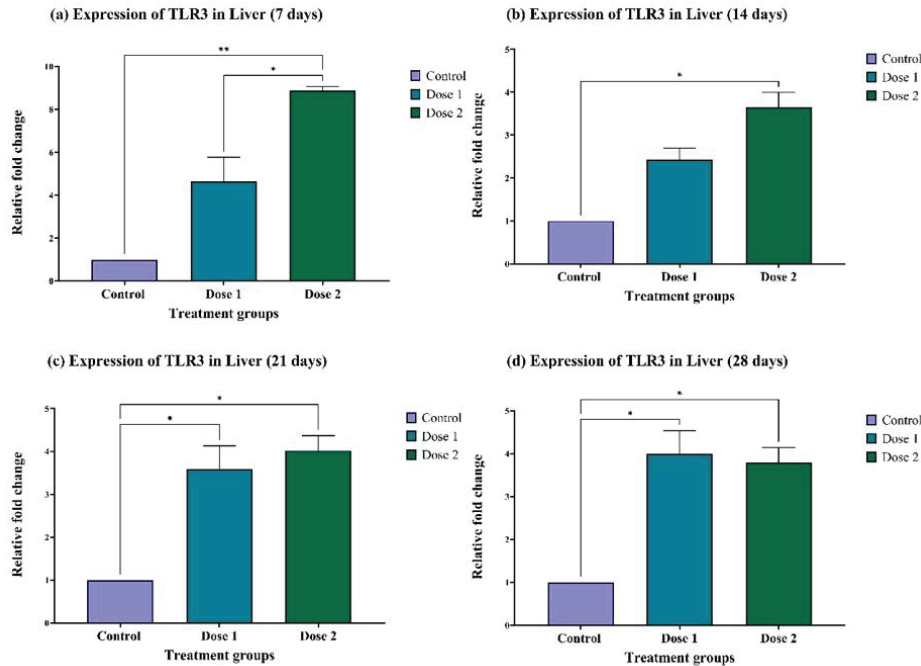 (a) Expression of TLR3 in Liver (7 days)
**
*
10
8
6
4
2
0
Relative fold change
Control
Dose 1
Dose 2
Treatment groups
Control
Dose 1
Dose 2
(b) Expression of TLR3 in Liver (14 days)
*
5
4
3
2
1
0
Relative fold change
Control
Dose 1
Dose 2
Treatment groups
Control
Dose 1
Dose 2
(c) Expression of TLR3 in Liver (21 days)
*
*
5
4
3
2
1
0
Relative fold change
Control
Dose 1
Dose 2
Treatment groups
Control
Dose 1
Dose 2
(d) Expression of TLR3 in Liver (28 days)
*
*
5
4
3
2
1
0
Relative fold change
Control
Dose 1
Dose 2
Treatment groups
Control
Dose 1
Dose 2